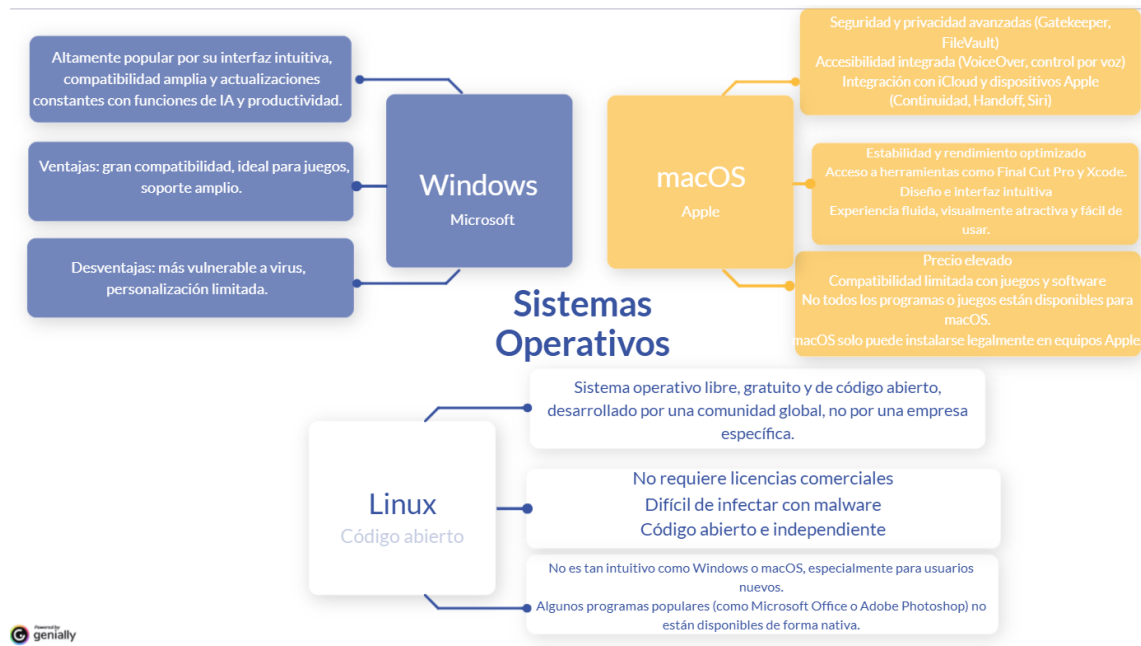 Altamente popular por su interfaz intuitiva,
compatibilidad amplia y actualizaciones
constantes con funciones de IA y productividad.
Ventajas: gran compatibilidad, ideal para juegos,
soporte amplio.
Desventajas: más vulnerable a virus,
personalización limitada.
Windows
Microsoft
macOS
Apple
Seguridad y privacidad avanzadas (Gatekeeper,
FileVault)
Accesibilidad integrada (VoiceOver, control por voz)
Integración con iCloud y dispositivos Apple
(Continuidad, Handoff, Siri)
Estabilidad y rendimiento optimizado
Acceso a herramientas como Final Cut Pro y Xcode.
Diseño e interfaz intuitiva
Experiencia fluida, visualmente atractiva y fácil de
usar.
Precio elevado
Compatibilidad limitada con juegos y software
No todos los programas o juegos están disponibles para
macOS.
macOS solo puede instalarse legalmente en equipos Apple
Sistemas
Operativos
Linux
Código abierto
Sistema operativo libre, gratuito y de código abierto,
desarrollado por una comunidad global, no por una empresa
específica.
No requiere licencias comerciales
Difícil de infectar con malware
Código abierto e independiente
No es tan intuitivo como Windows o macOS, especialmente para usuarios
nuevos.
Algunos programas populares (como Microsoft Office o Adobe Photoshop) no
están disponibles de forma nativa.
Powered by
genially